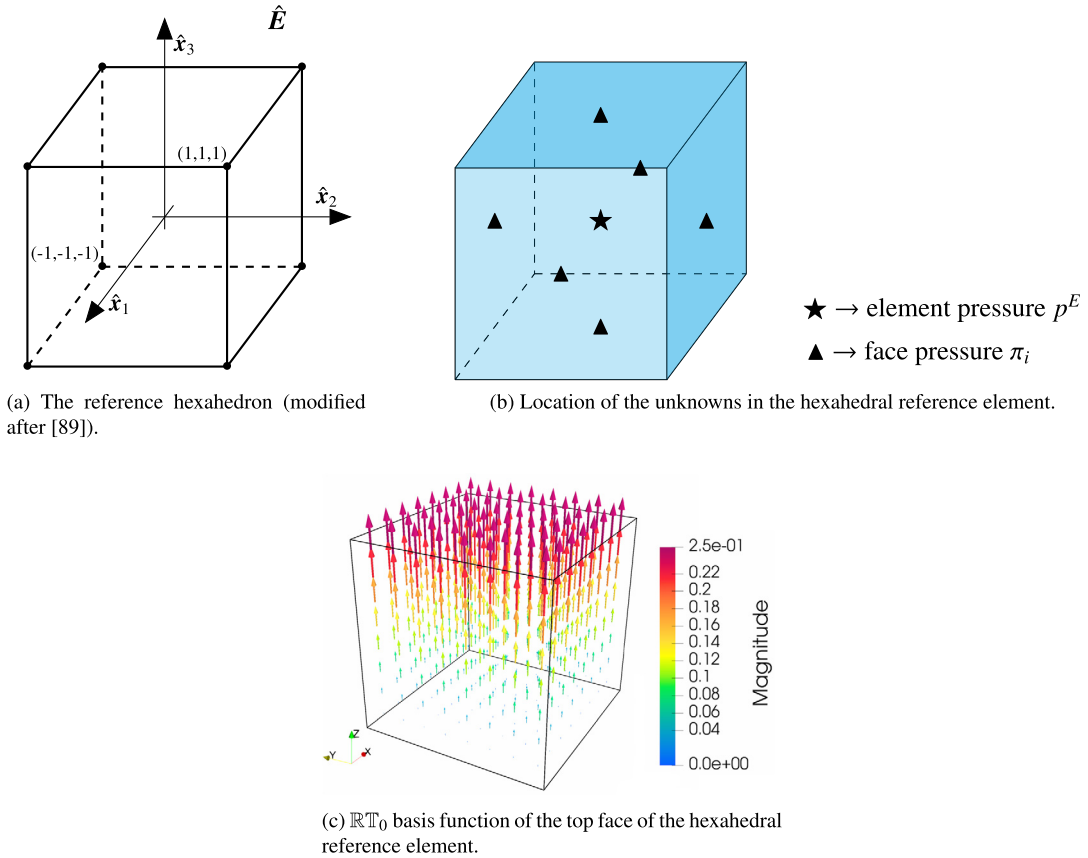 Ê
x̂₃
(1,1,1)
x̂₂
(-1,-1,-1)
x̂₁
★ → element pressure pᴱ
▲ → face pressure πᵢ
(a) The reference hexahedron (modified
after [89]).
(b) Location of the unknowns in the hexahedral reference element.
2.5e-01
0.22
0.2
0.18
0.16
0.14
0.12
0.1
0.08
0.06
0.04
0.0e+00
Magnitude
Z
Y
X
(c) ℝ𝕋₀ basis function of the top face of the hexahedral
reference element.